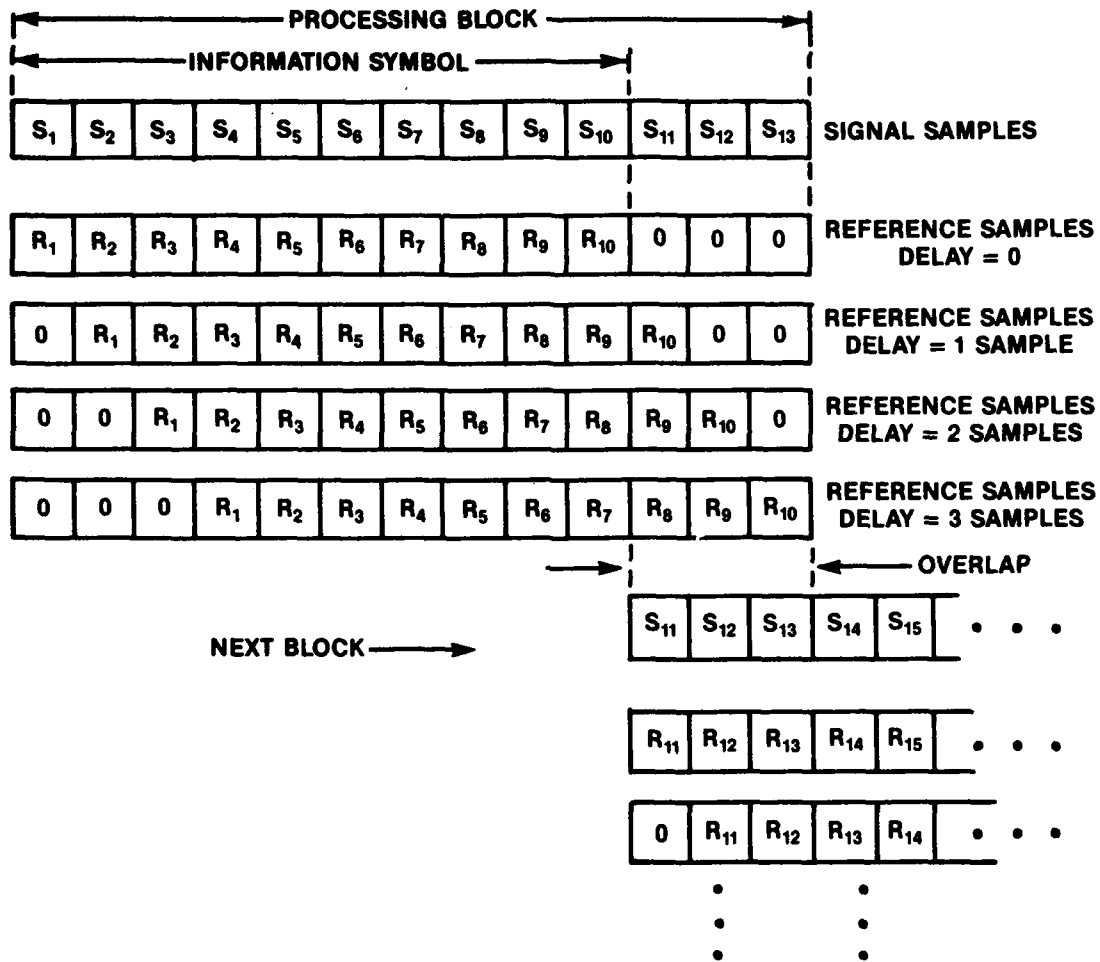 PROCESSING BLOCK
INFORMATION SYMBOL
S₁ S₂ S₃ S₄ S₅ S₆ S₇ S₈ S₉ S₁₀ S₁₁ S₁₂ S₁₃ SIGNAL SAMPLES
R₁ R₂ R₃ R₄ R₅ R₆ R₇ R₈ R₉ R₁₀ 0 0 0 REFERENCE SAMPLES
DELAY = 0
0 R₁ R₂ R₃ R₄ R₅ R₆ R₇ R₈ R₉ R₁₀ 0 0 REFERENCE SAMPLES
DELAY = 1 SAMPLE
0 0 R₁ R₂ R₃ R₄ R₅ R₆ R₇ R₈ R₉ R₁₀ 0 REFERENCE SAMPLES
DELAY = 2 SAMPLES
0 0 0 R₁ R₂ R₃ R₄ R₅ R₆ R₇ R₈ R₉ R₁₀ REFERENCE SAMPLES
DELAY = 3 SAMPLES
OVERLAP
S₁₁ S₁₂ S₁₃ S₁₄ S₁₅ • • •
NEXT BLOCK
R₁₁ R₁₂ R₁₃ R₁₄ R₁₅ • • •
0 R₁₁ R₁₂ R₁₃ R₁₄ • • •